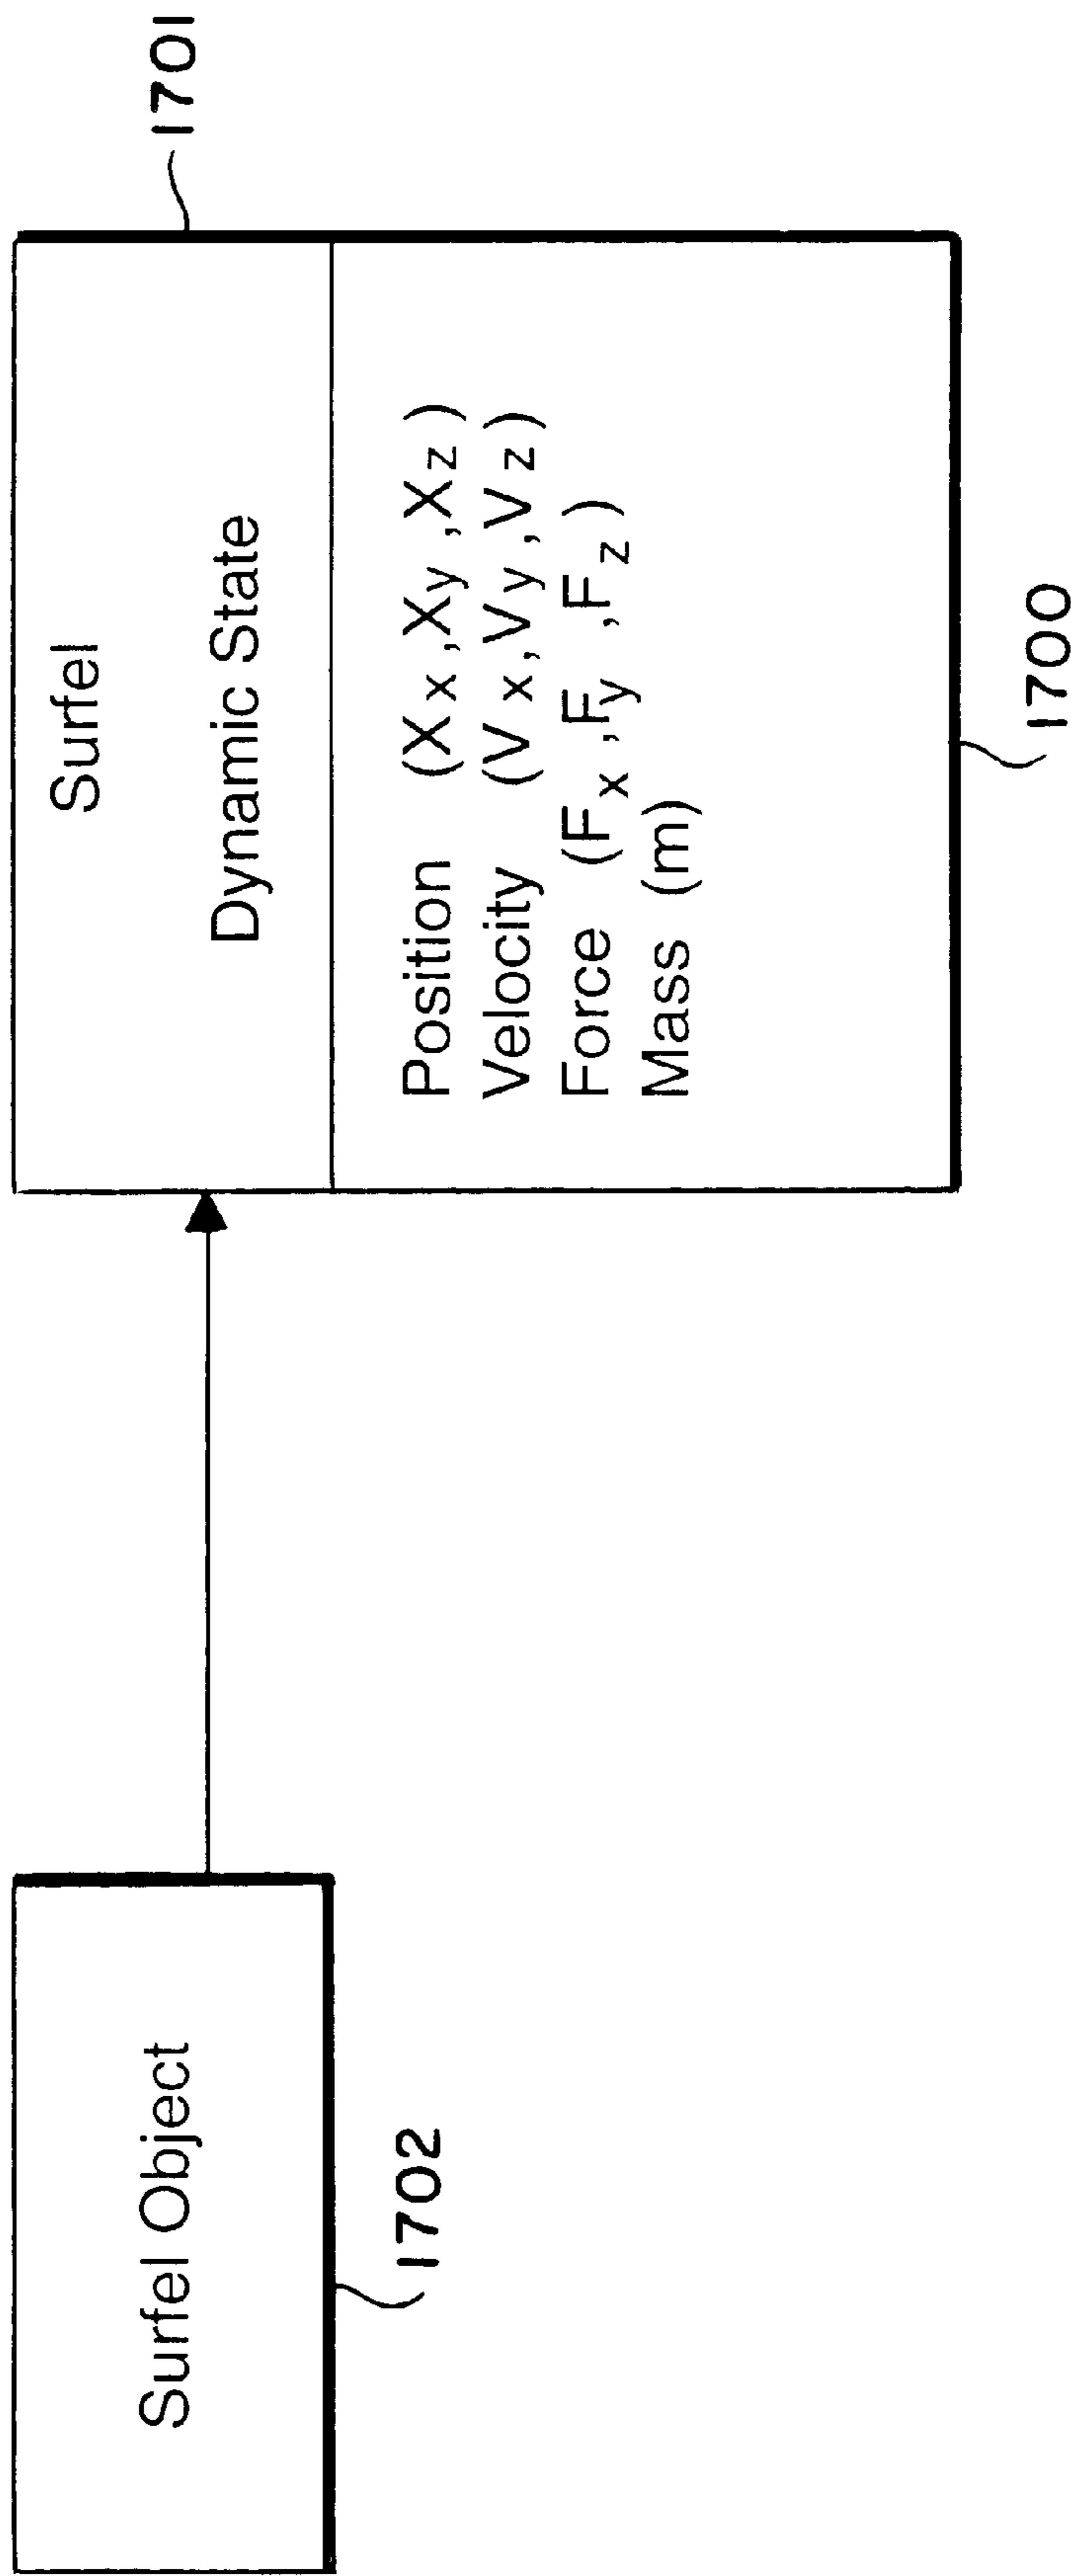 Surfel Object
1702
Surfel
Dynamic State
1701
Position (Xx,Xy,Xz)
Velocity (Vx,Vy,Vz)
Force (Fx,Fy,Fz)
Mass (m)
1700